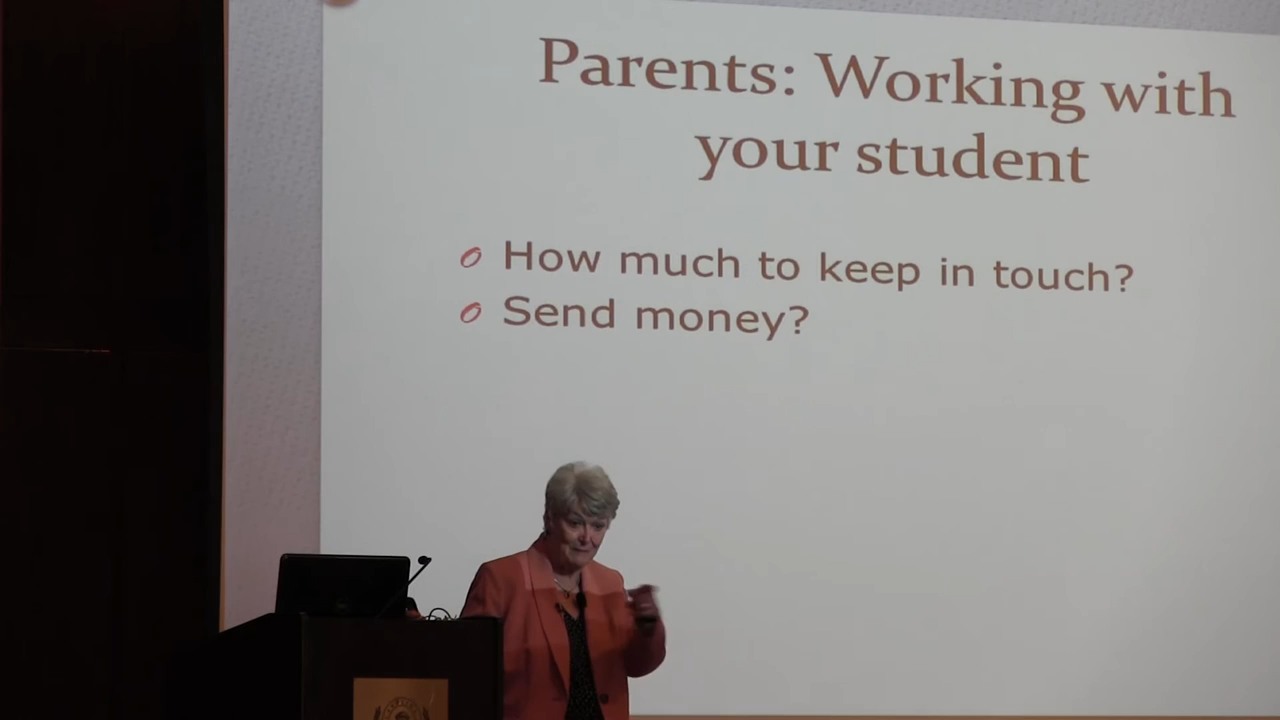 Parents: Working with
your student
How much to keep in touch?
Send money?